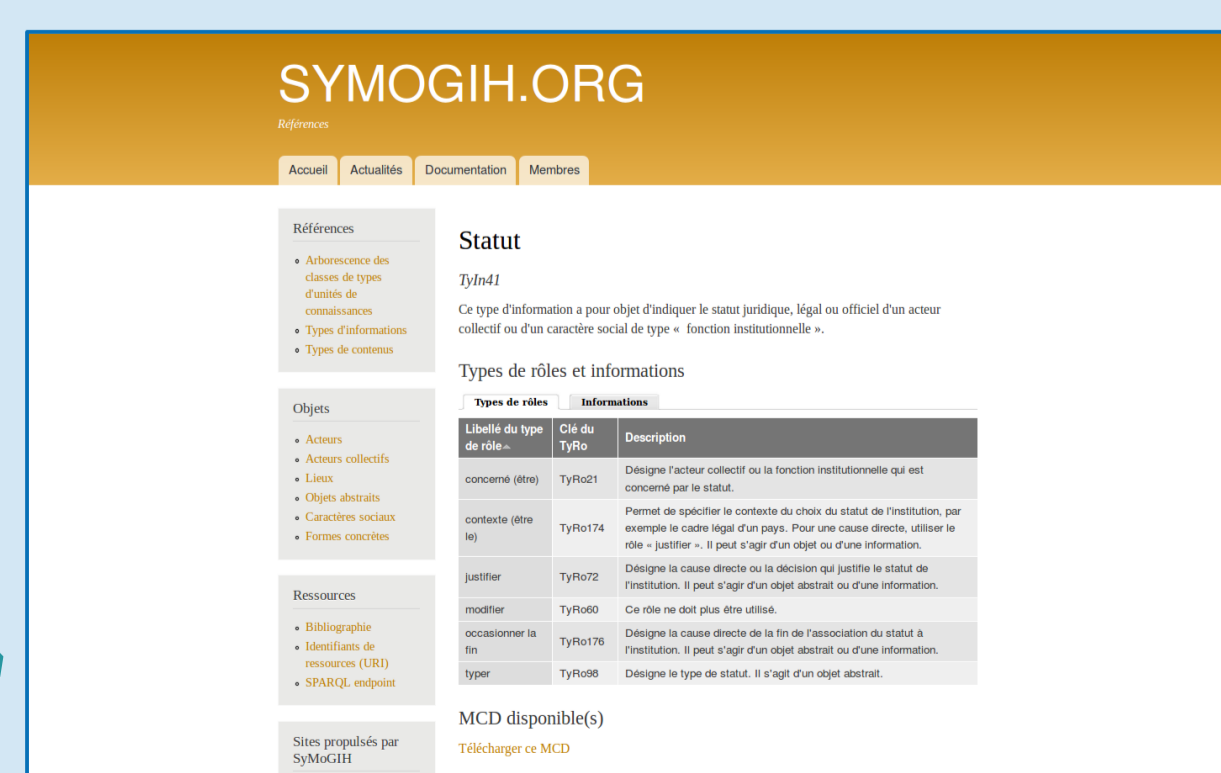 SYMOGIH.ORG
Références
Accueil
Actualités
Documentation
Membres
Références
Arborescence des
classes de types
d'unités de
connaissances
Types d'informations
Types de contenus
Objets
Acteurs
Acteurs collectifs
Lieux
Objets abstraits
Caractères sociaux
Formes concrètes
Ressources
Bibliographie
Identifiants de
ressources (URI)
SPARQL endpoint
Sites propulsés par
SyMoGIH
Statut
TyIn41
Ce type d'information a pour objet d'indiquer le statut juridique, légal ou officiel d'un acteur
collectif ou d'un caractère social de type « fonction institutionnelle ».
Types de rôles et informations
Types de rôles
Informations
Libellé du type
de rôle
Clé du
TyRo
Description
concerné (être)
TyRo21
Désigne l'acteur collectif ou la fonction institutionnelle qui est
concerné par le statut.
contexte (être
le)
TyRo174
Permet de spécifier le contexte du choix du statut de l'institution, par
exemple le cadre légal d'un pays. Pour une cause directe, utiliser le
rôle « justifier ». Il peut s'agir d'un objet ou d'une information.
justifier
TyRo72
Désigne la cause directe ou la décision qui justifie le statut de
l'institution. Il peut s'agir d'un objet abstrait ou d'une information.
modifier
TyRo60
Ce rôle ne doit plus être utilisé.
occasionner la
fin
TyRo176
Désigne la cause directe de la fin de l'association du statut à
l'institution. Il peut s'agir d'un objet abstrait ou d'une information.
typer
TyRo98
Désigne le type de statut. Il s'agit d'un objet abstrait.
MCD disponible(s)
Télécharger ce MCD